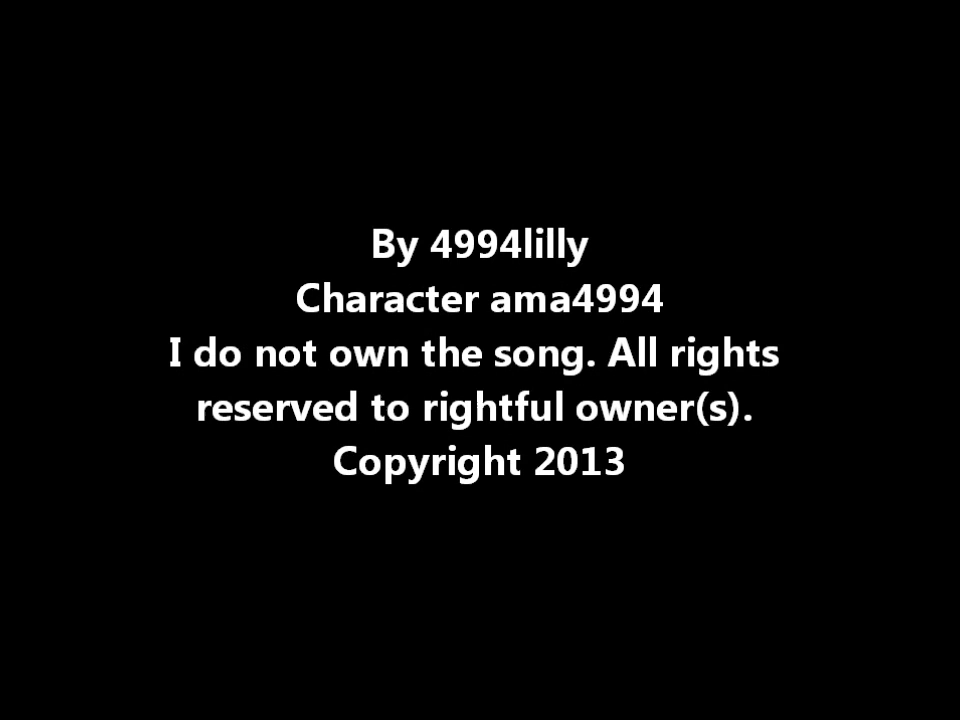 By 4994lilly
Character ama4994
I do not own the song. All rights
reserved to rightful owner(s).
Copyright 2013